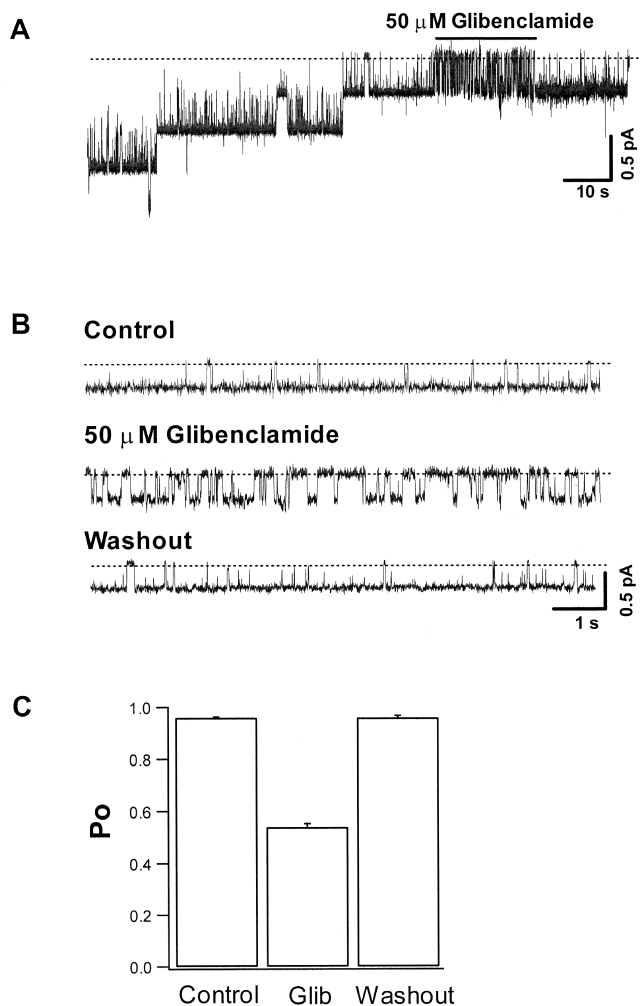 A
50 μM Glibenclamide
0.5 pA
10 s
B
Control
50 μ M Glibenclamide
Washout
0.5 pA
1 s
C
1.0
0.8
0.6
0.4
0.2
0.0
Po
Control Glib Washout